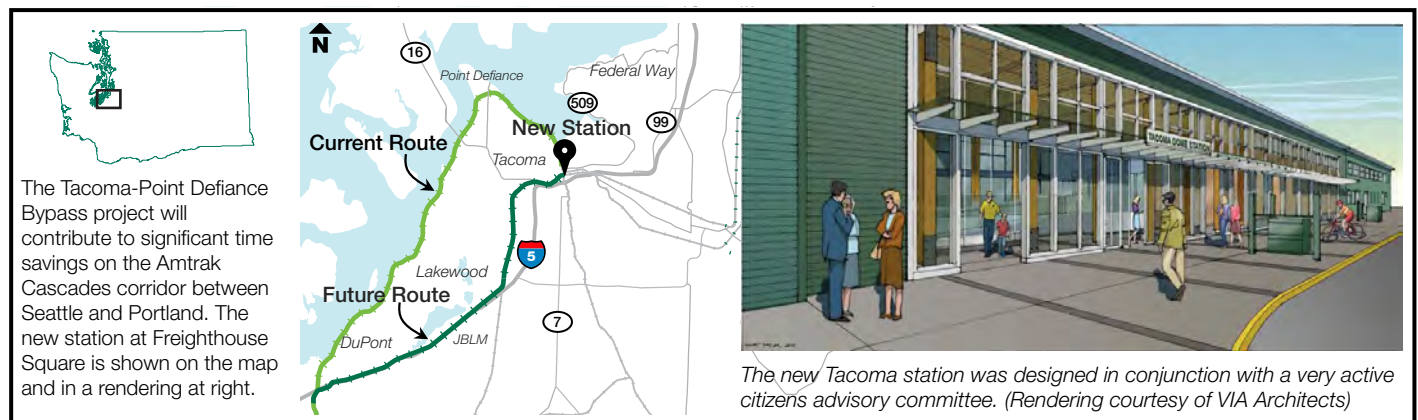 The Tacoma-Point Defiance
Bypass project will
contribute to significant time
savings on the Amtrak
Cascades corridor between
Seattle and Portland. The
new station at Freighthouse
Square is shown on the map
and in a rendering at right.
N
16
Point Defiance
Federal Way
509
99
New Station
Current Route
Tacoma
5
Lakewood
Future Route
7
DuPont
JBLM
TACOMA DOME STATION
The new Tacoma station was designed in conjunction with a very active
citizens advisory committee. (Rendering courtesy of VIA Architects)